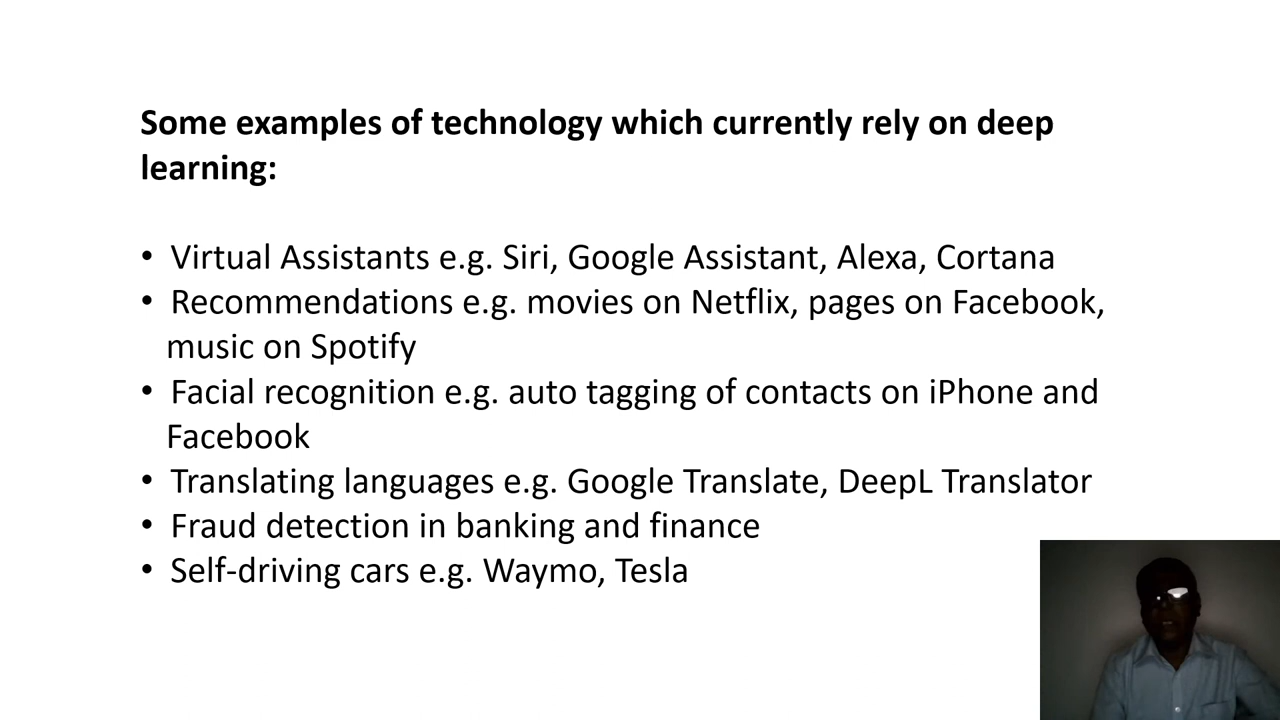 Some examples of technology which currently rely on deep
learning:
• Virtual Assistants e.g. Siri, Google Assistant, Alexa, Cortana
• Recommendations e.g. movies on Netflix, pages on Facebook,
music on Spotify
• Facial recognition e.g. auto tagging of contacts on iPhone and
Facebook
• Translating languages e.g. Google Translate, DeepL Translator
• Fraud detection in banking and finance
• Self-driving cars e.g. Waymo, Tesla